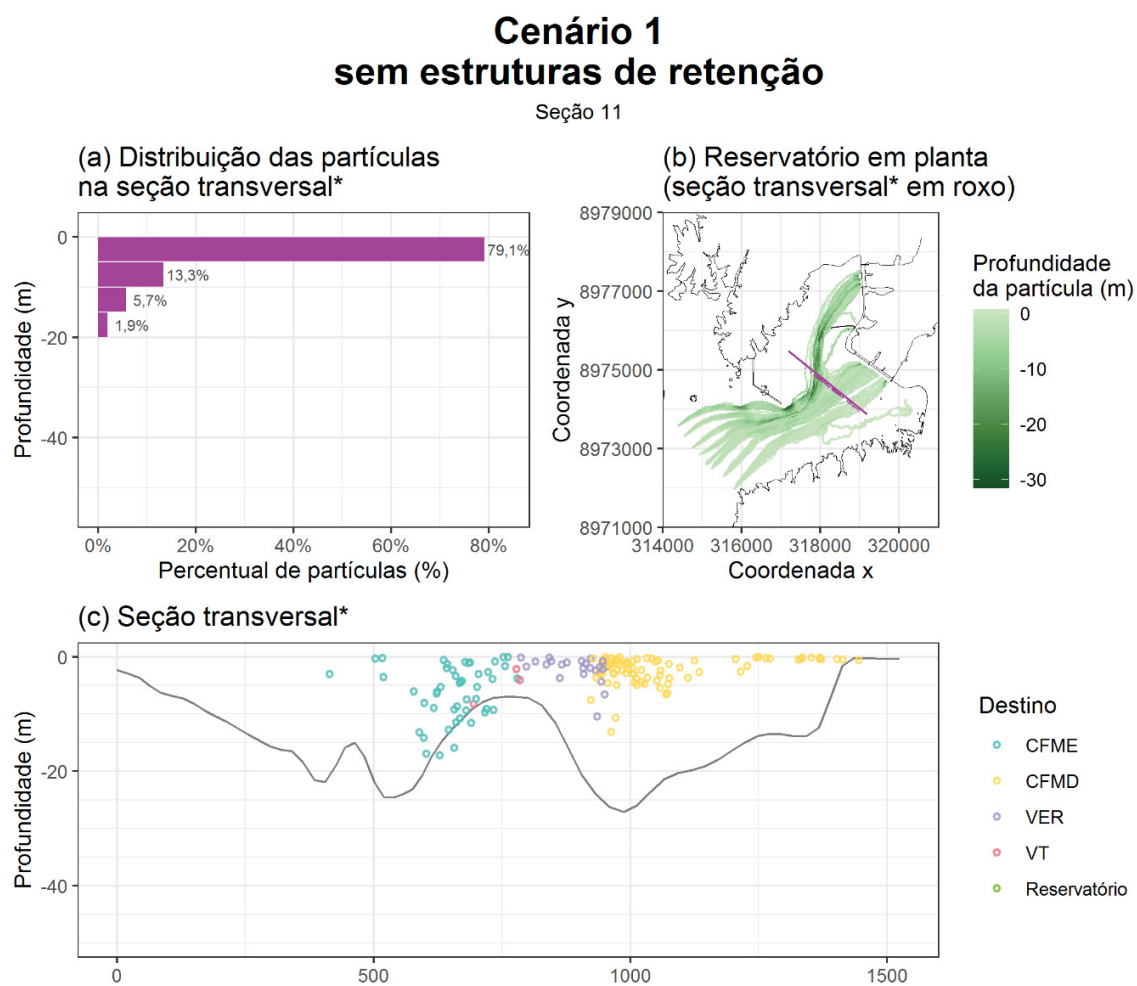 Cenário 1
sem estruturas de retenção
Seção 11
(a) Distribuição das partículas
na seção transversal*
0
-20
-40
Profundidade (m)
79,1%
13,3%
5,7%
1,9%
0%
20%
40%
60%
80%
Percentual de partículas (%)
(b) Reservatório em planta
(seção transversal* em roxo)
8979000
8977000
8975000
8973000
8971000
Coordenada y
314000
316000
318000
320000
Coordenada x
Profundidade
da partícula (m)
0
-10
-20
-30
(c) Seção transversal*
0
-20
-40
Profundidade (m)
0
500
1000
1500
Destino
CFME
CFMD
VER
VT
Reservatório